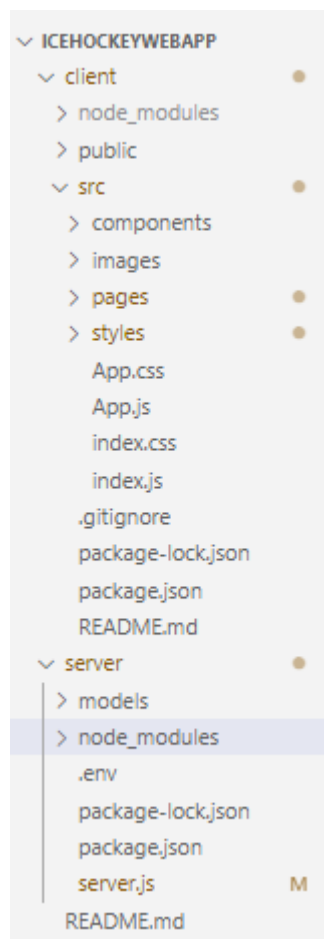 ICEHOCKEYWEBAPP
client
node_modules
public
src
components
images
pages
styles
App.css
App.js
index.css
index.js
.gitignore
package-lock.json
package.json
README.md
server
models
node_modules
.env
package-lock.json
package.json
server.js M
README.md